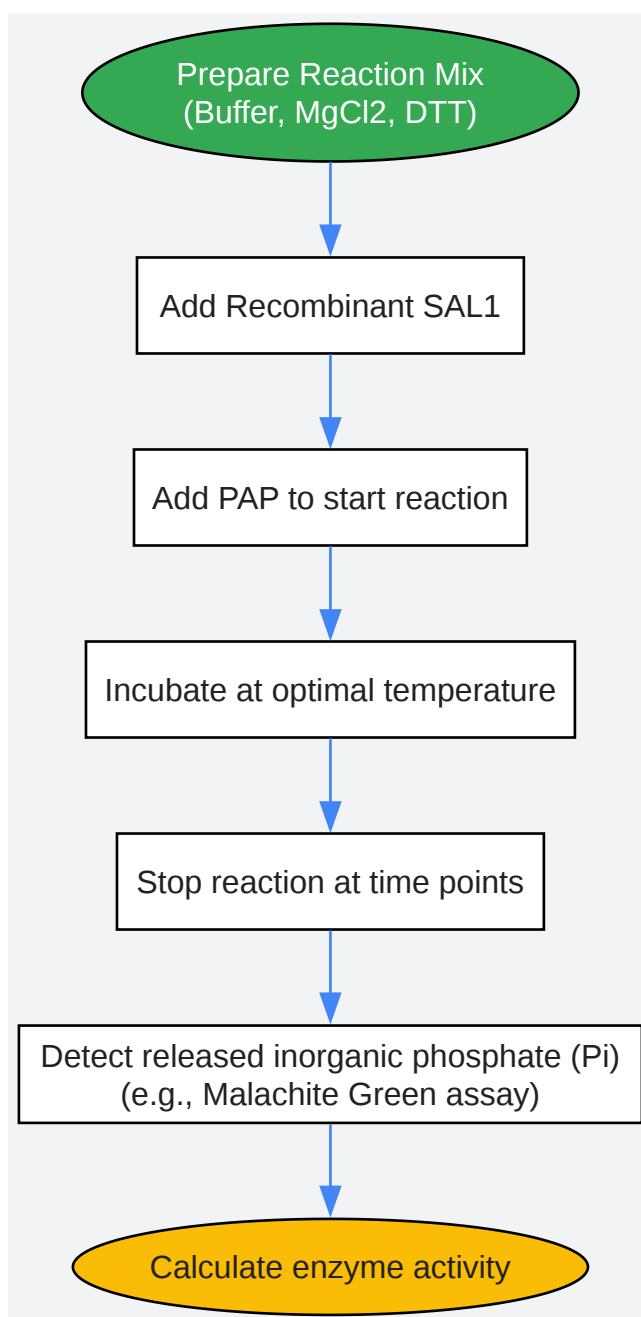 Prepare Reaction Mix
(Buffer, MgCl2, DTT)
Add Recombinant SAL1
Add PAP to start reaction
Incubate at optimal temperature
Stop reaction at time points
Detect released inorganic phosphate (Pi)
(e.g., Malachite Green assay)
Calculate enzyme activity